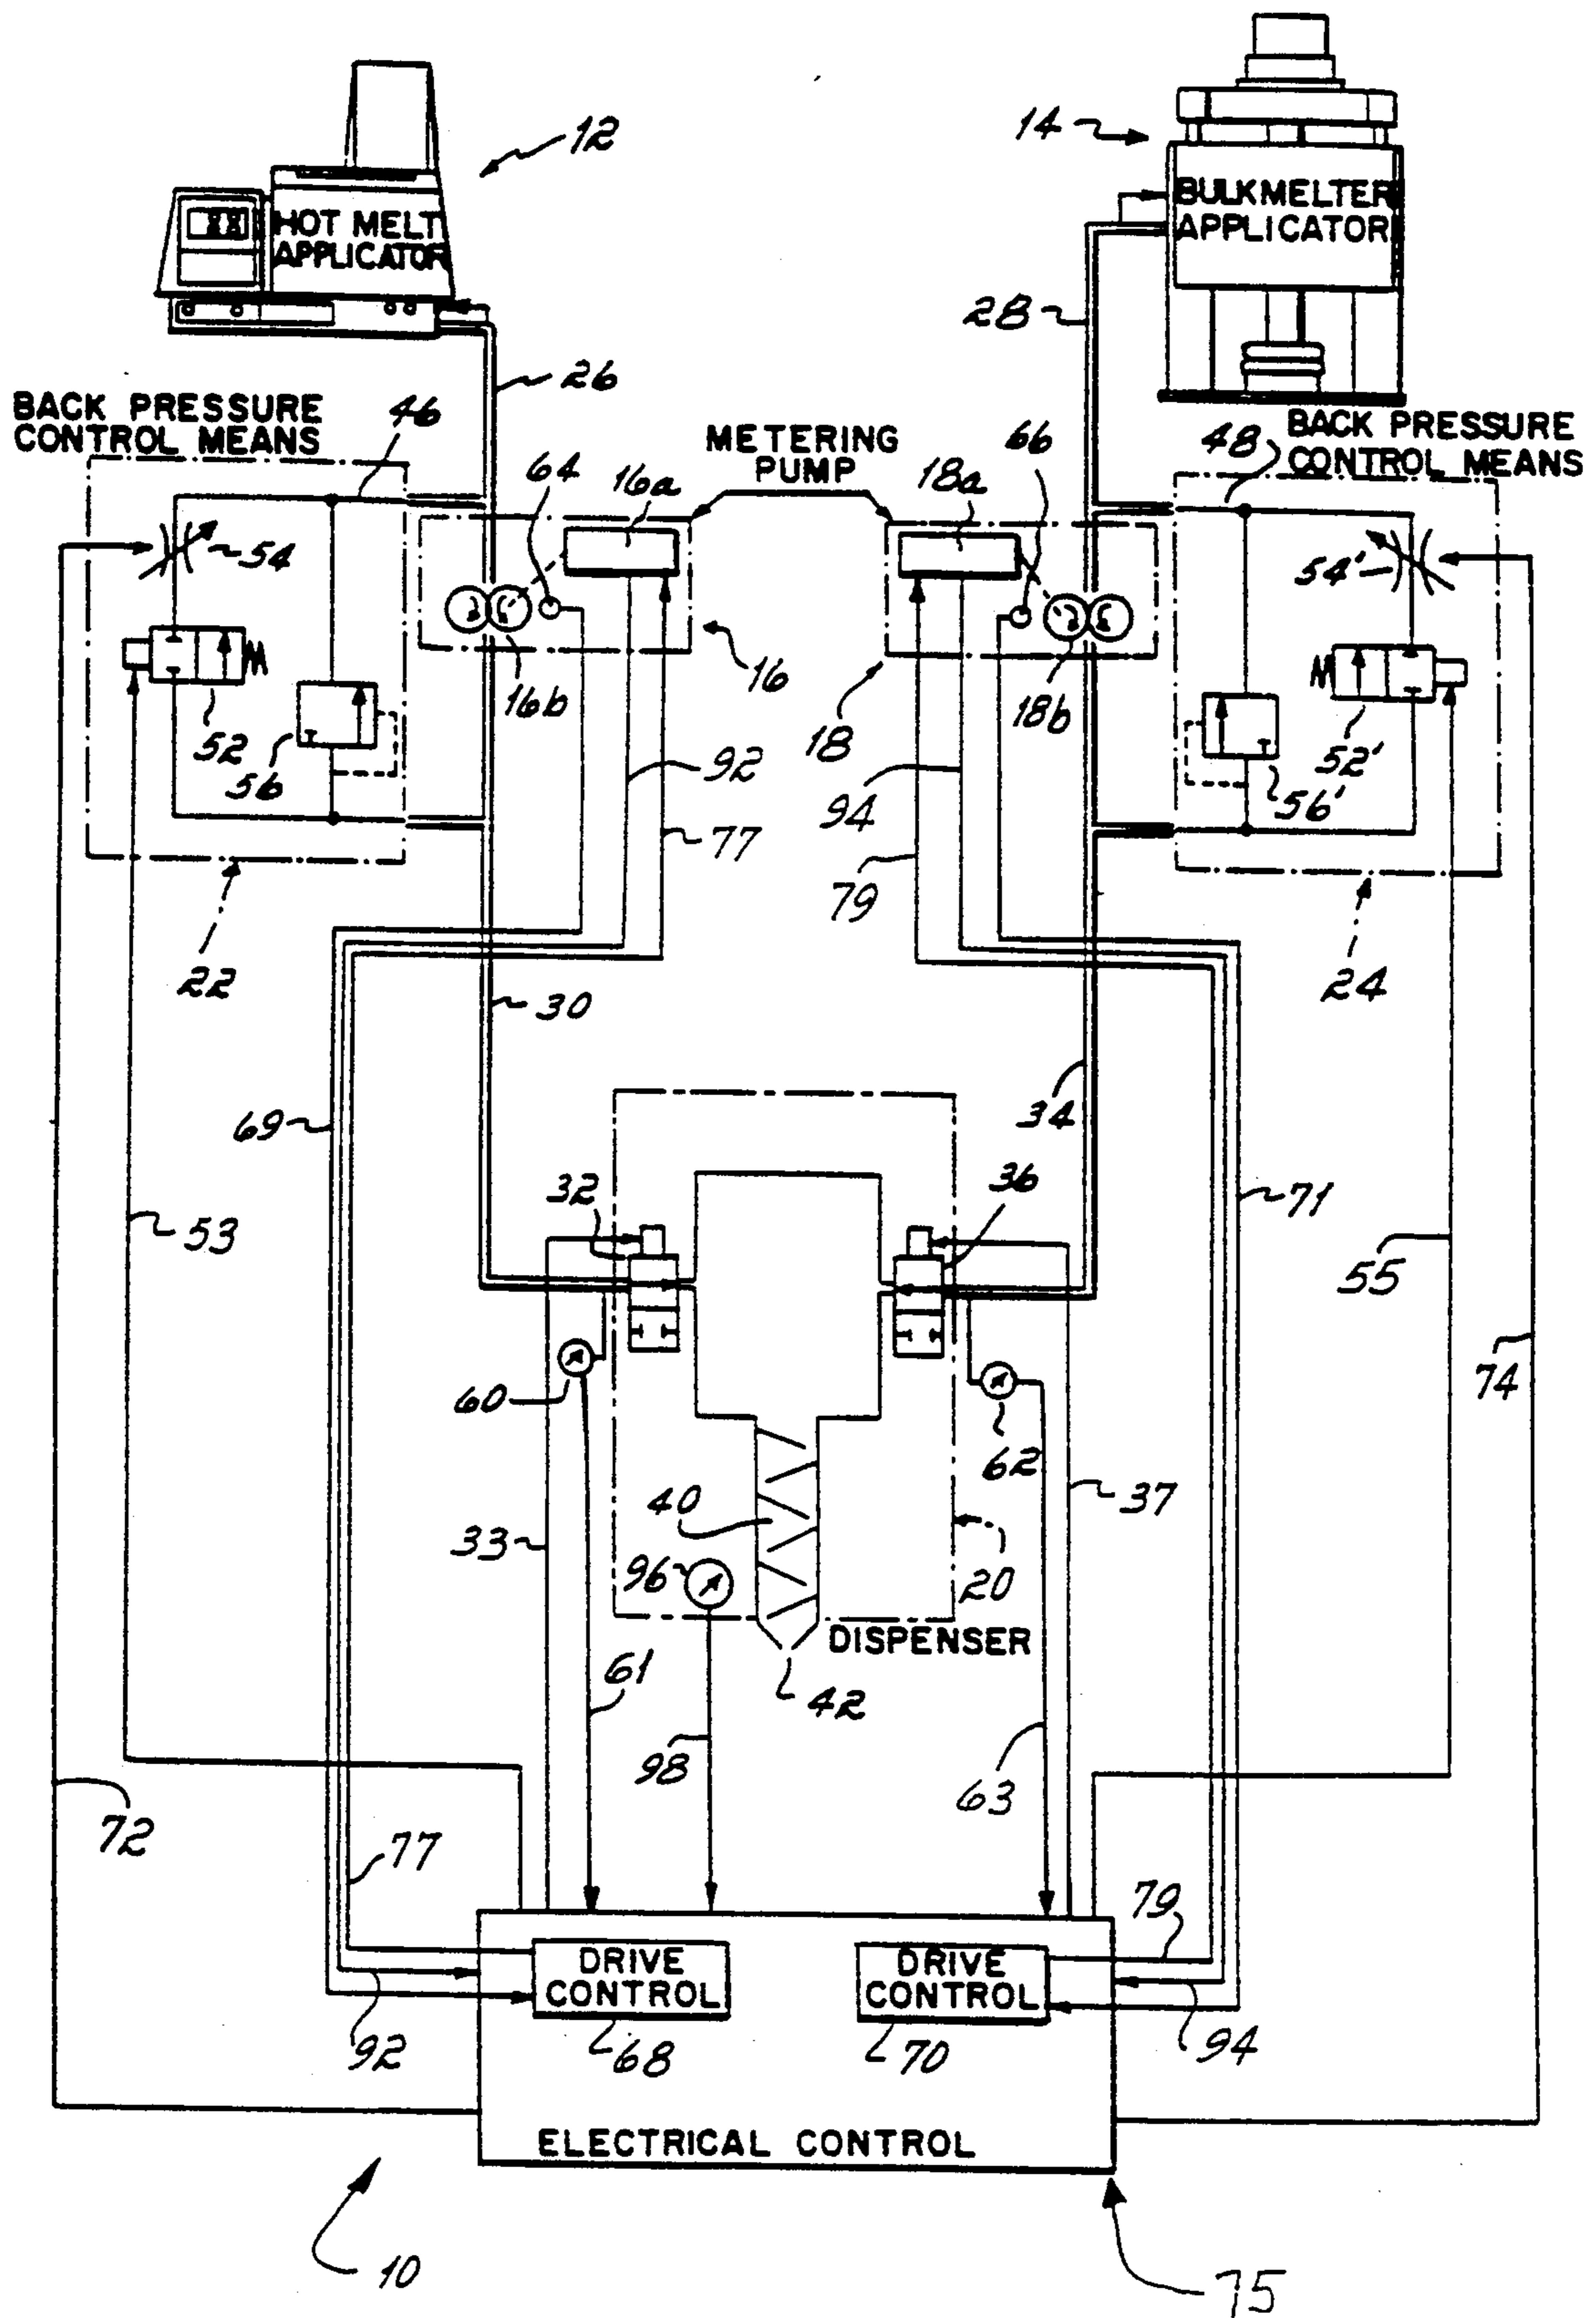 12
14
HOT MELT
APPLICATOR
BULKMELTER
APPLICATOR
28
26
BACK PRESSURE
CONTROL MEANS
46
METERING
PUMP
66
48
BACK PRESSURE
CONTROL MEANS
64
16a
18a
54
54'
16
16b
18
18b
52
56
52'
56'
92
94
77
79
22
24
30
34
69
32
36
71
53
55
60
62
74
40
37
33
96
20
DISPENSER
61
42
98
63
72
77
79
DRIVE
CONTROL
DRIVE
CONTROL
92
68
70
94
ELECTRICAL CONTROL
10
75